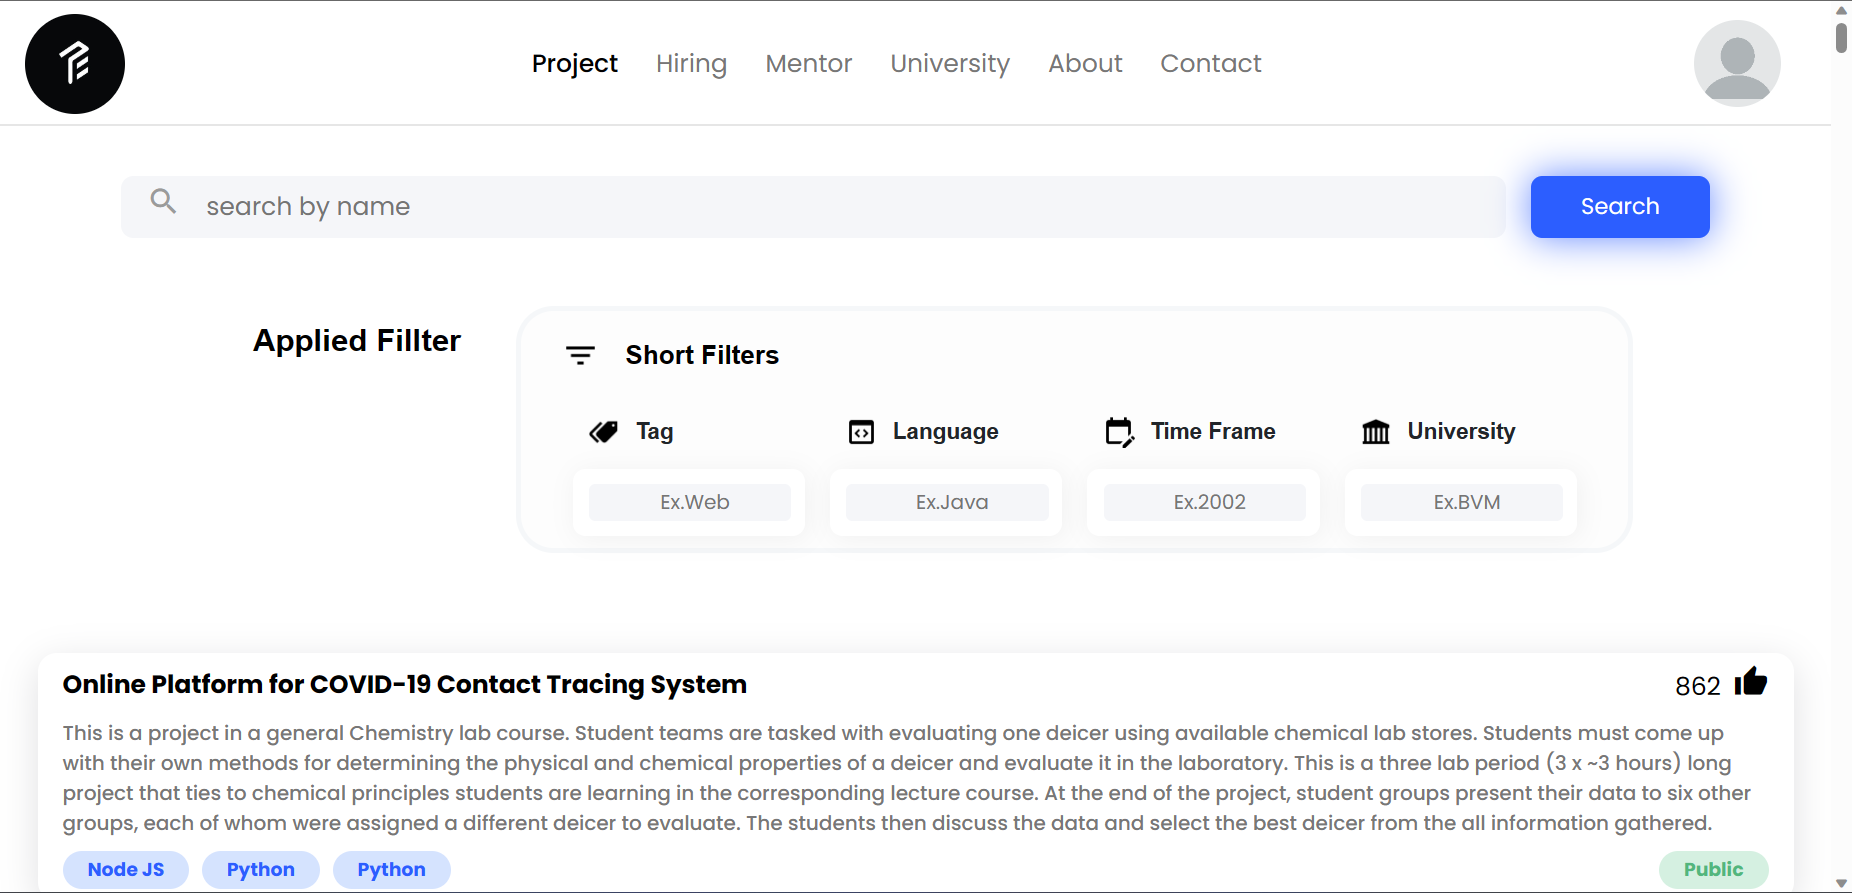 Project Hiring Mentor University About Contact
search by name
Search
Applied Fillter
Short Filters
Tag
Language
Time Frame
University
Ex.Web
Ex.Java
Ex.2002
Ex.BVM
Online Platform for COVID-19 Contact Tracing System
862
This is a project in a general Chemistry lab course. Student teams are tasked with evaluating one deicer using available chemical lab stores. Students must come up
with their own methods for determining the physical and chemical properties of a deicer and evaluate it in the laboratory. This is a three lab period (3 x ~3 hours) long
project that ties to chemical principles students are learning in the corresponding lecture course. At the end of the project, student groups present their data to six other
groups, each of whom were assigned a different deicer to evaluate. The students then discuss the data and select the best deicer from the all information gathered.
Node JS
Python
Python
Public